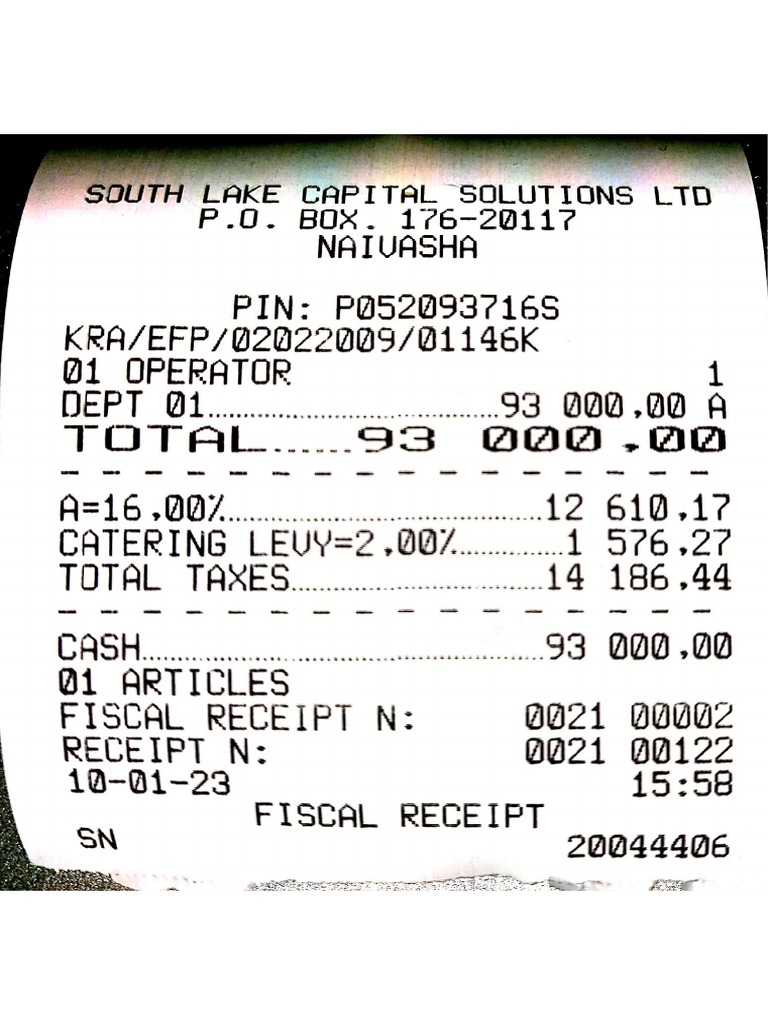 SOUTH LAKE CAPITAL SOLUTIONS LTD
P.O. BOX. 176-20117
NAIVASHA
PIN: P052093716S
KRA/EFP/02022009/01146K
01 OPERATOR 1
DEPT 01..............................93 000,00 A
TOTAL......93 000.00
- - - - - - - - - - - - - - - -
A=16,00%..............................12 610,17
CATERING LEVY=2,00%............1 576,27
TOTAL TAXES........................14 186,44
- - - - - - - - - - - - - - - -
CASH......................................93 000,00
01 ARTICLES
FISCAL RECEIPT N: 0021 00002
RECEIPT N: 0021 00122
10-01-23 15:58
FISCAL RECEIPT
SN 20044406